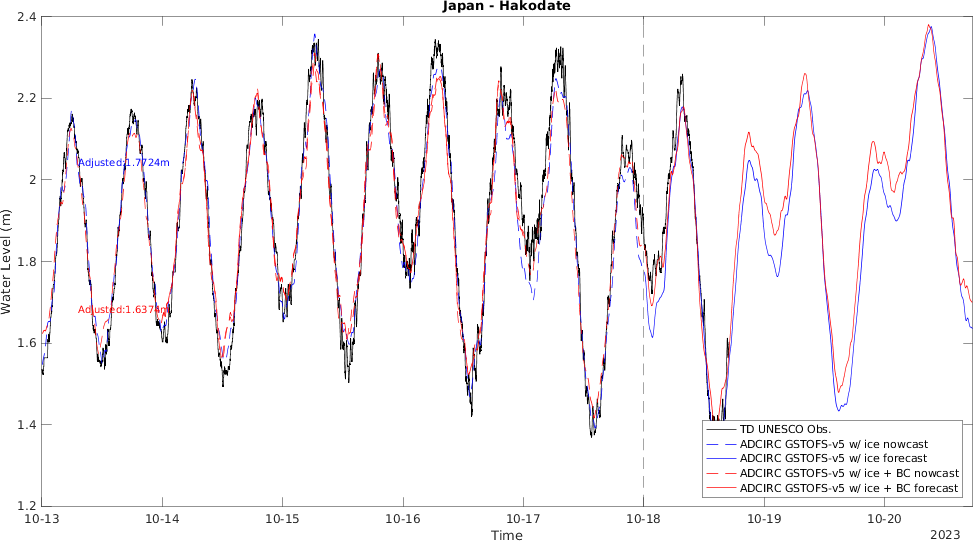 Japan - Hakodate
2.4
2.2
2
1.8
1.6
1.4
1.2
Water Level (m)
Adjusted:1.7724m
Adjusted:1.6374m
TD UNESCO Obs.
ADCIRC GSTOFS-v5 w/ ice nowcast
ADCIRC GSTOFS-v5 w/ ice forecast
ADCIRC GSTOFS-v5 w/ ice + BC nowcast
ADCIRC GSTOFS-v5 w/ ice + BC forecast
10-13 10-14 10-15 10-16 10-17 10-18 10-19 10-20
Time
2023